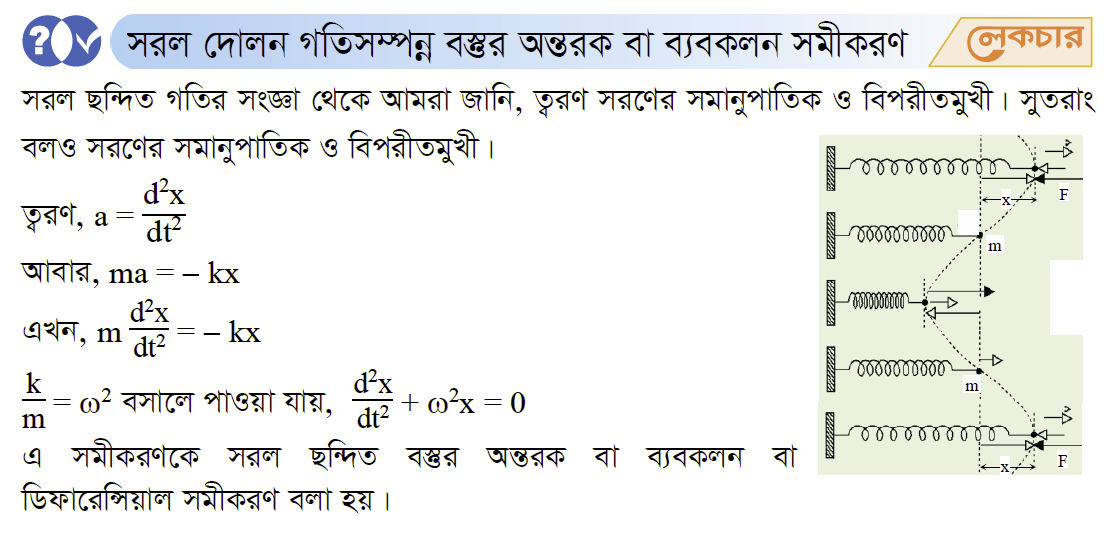 সরল দোলন গতিসম্পন্ন বস্তুর অন্তরক বা ব্যবকলন সমীকরণ
লেকচার
সরল ছন্দিত গতির সংজ্ঞা থেকে আমরা জানি, ত্বরণ সরণের সমানুপাতিক ও বিপরীতমুখী। সুতরাং
বলও সরণের সমানুপাতিক ও বিপরীতমুখী।
ত্বরণ, a = d²x/dt²
আবার, ma = – kx
এখন, m d²x/dt² = – kx
k/m = ω² বসালে পাওয়া যায়, d²x/dt² + ω²x = 0
এ সমীকরণকে সরল ছন্দিত বস্তুর অন্তরক বা ব্যবকলন বা
ডিফারেন্সিয়াল সমীকরণ বলা হয়।
x
F
m
m
x
F